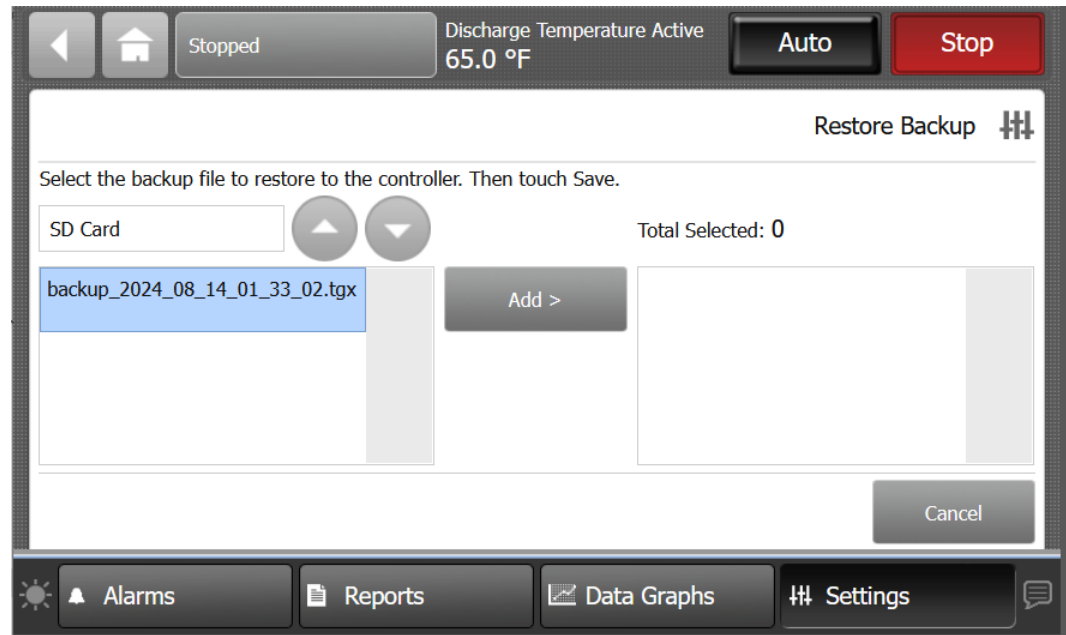 Stopped
Discharge Temperature Active
65.0 °F
Auto
Stop
Restore Backup
Select the backup file to restore to the controller. Then touch Save.
SD Card
Total Selected: 0
backup_2024_08_14_01_33_02.tgx
Add >
Cancel
Alarms
Reports
Data Graphs
Settings